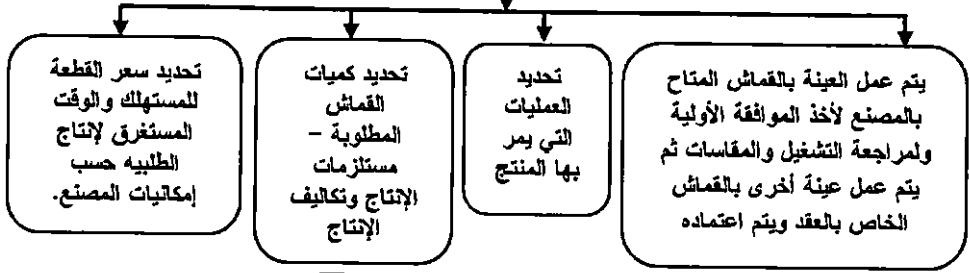 يتم عمل العينة بالقماش المتاح
بالمصنع لأخذ الموافقة الأولية
ولمراجعة التشغيل والمقاسات ثم
يتم عمل عينة أخرى بالقماش
الخاص بالعقد ويتم اعتماده
تحديد
العمليات
التي يمر
بها المنتج
تحديد كميات
القماش
المطلوبة –
مستلزمات
الإنتاج وتكاليف
الإنتاج
تحديد سعر القطعة
للمستهلك والوقت
المستغرق لإنتاج
الطلبيه حسب
إمكانيات المصنع.